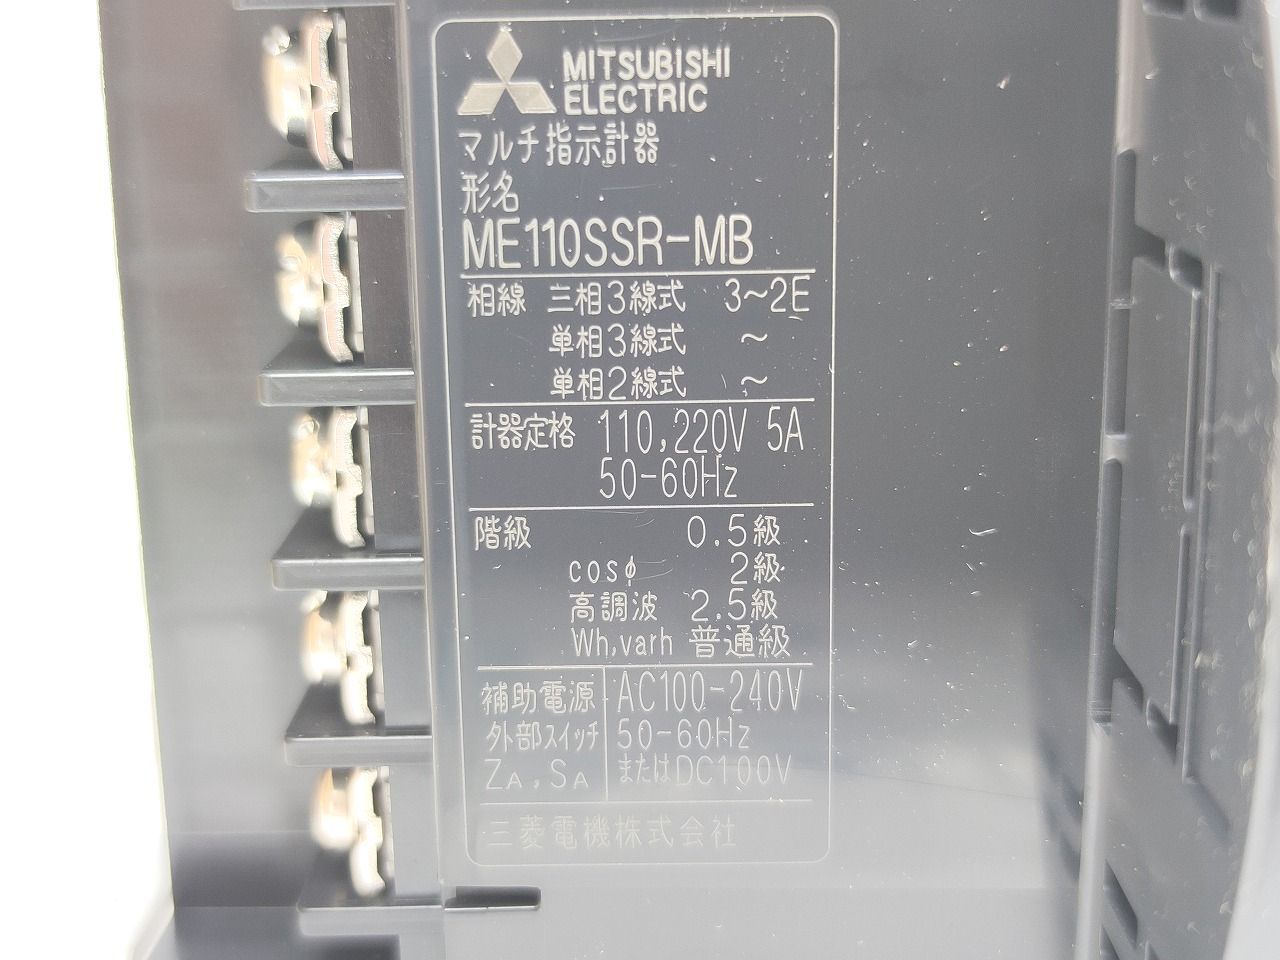 MITSUBISHI
ELECTRIC
マルチ指示計器
形名
ME110SSR-MB
相線 三相3線式 3~2E
単相3線式 ~
単相2線式 ~
計器定格 110,220V 5A
50-60Hz
階級 0.5級
cosφ 2級
高調波 2.5級
Wh,varh 普通級
補助電源 AC100-240V
外部スイッチ 50-60Hz
ZA,SA またはDC100V
三菱電機株式会社